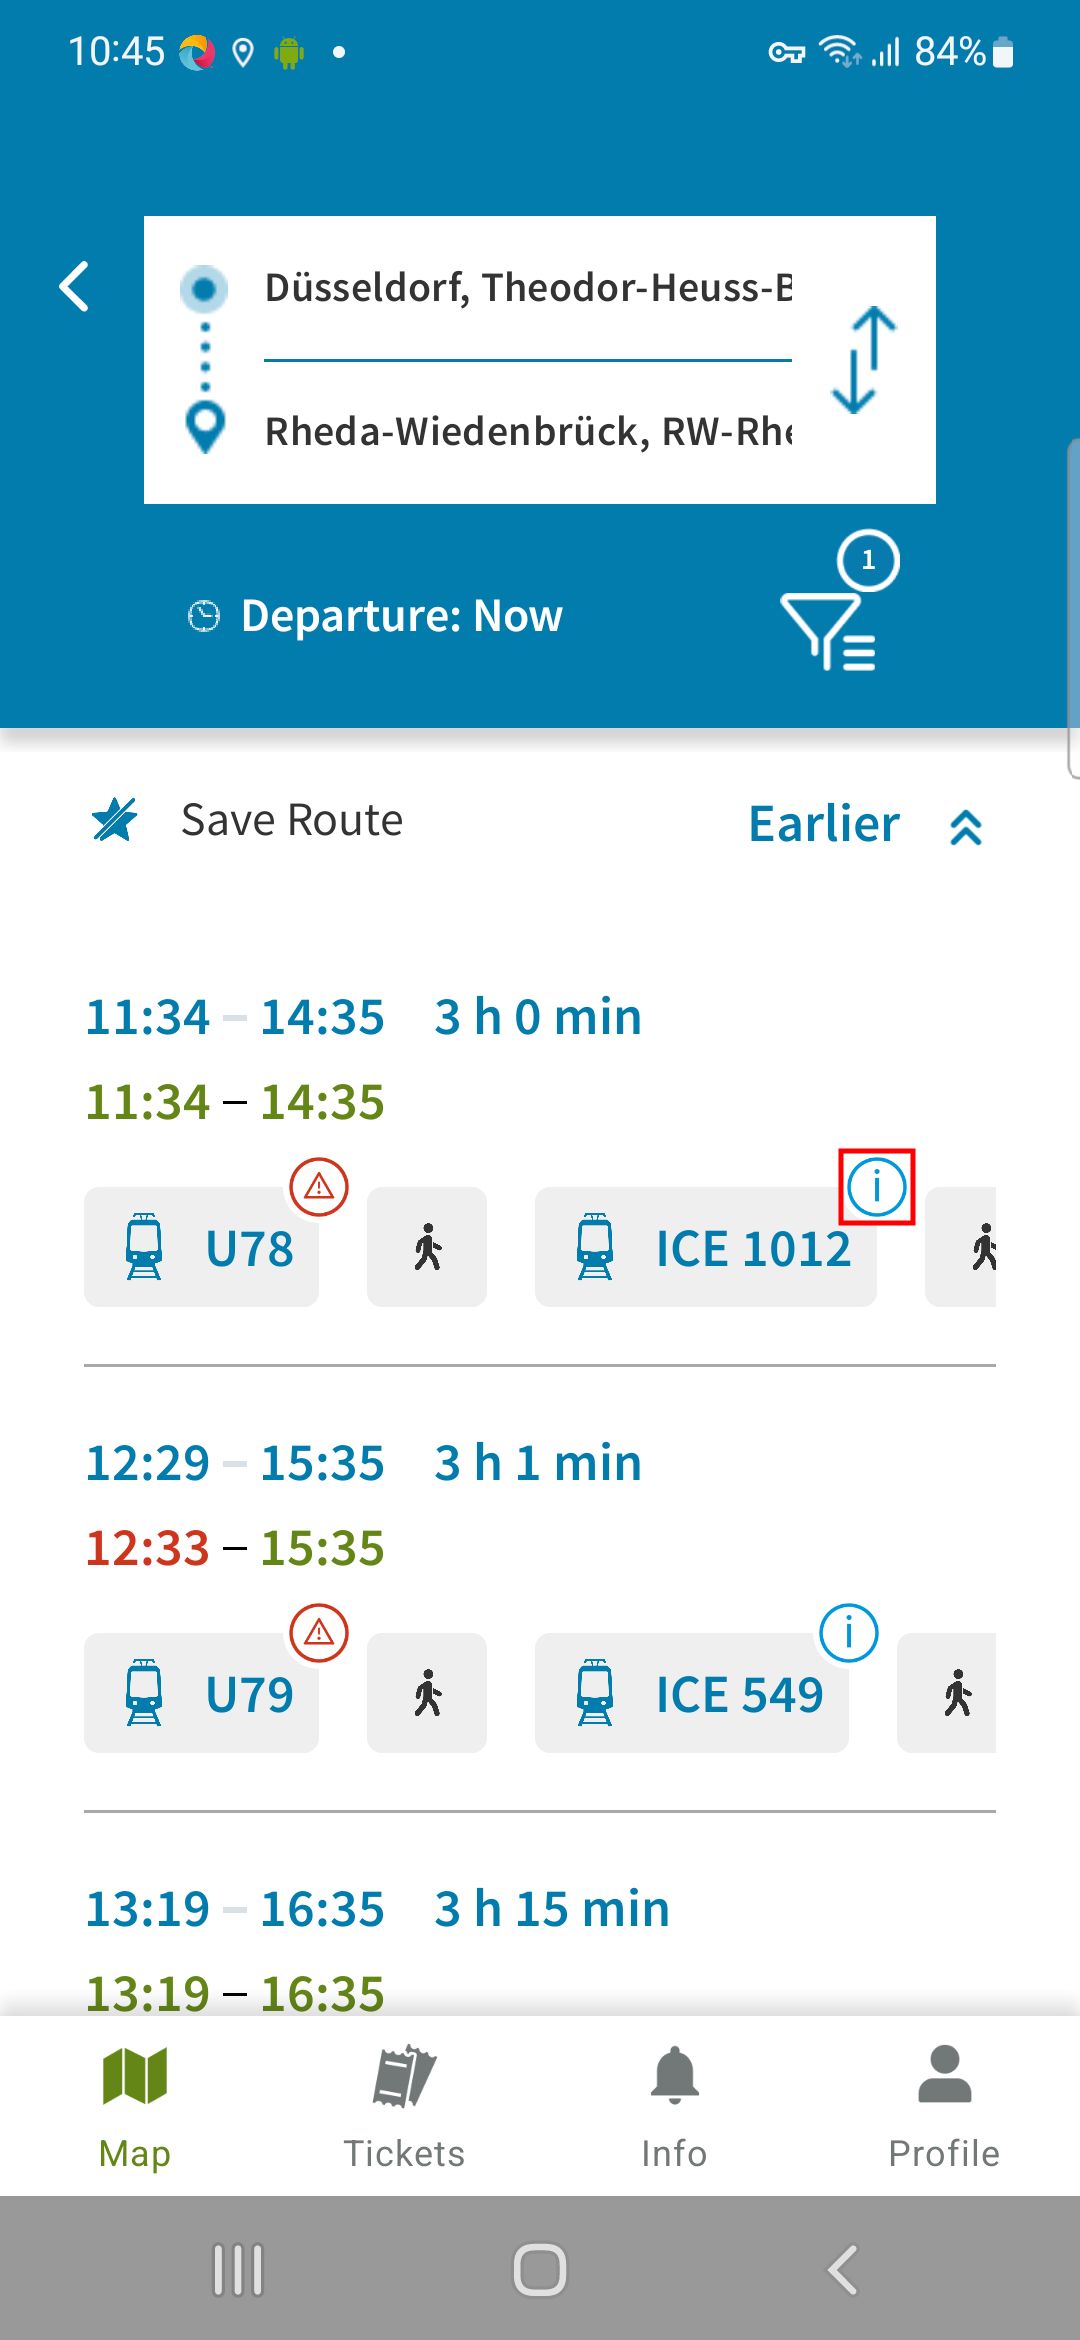 10:45 84%
Düsseldorf, Theodor-Heuss-B
Rheda-Wiedenbrück, RW-Rhe
1
Departure: Now
Save Route Earlier
11:34 – 14:35 3 h 0 min
11:34 – 14:35
U78 ICE 1012
12:29 – 15:35 3 h 1 min
12:33 – 15:35
U79 ICE 549
13:19 – 16:35 3 h 15 min
13:19 – 16:35
Map Tickets Info Profile